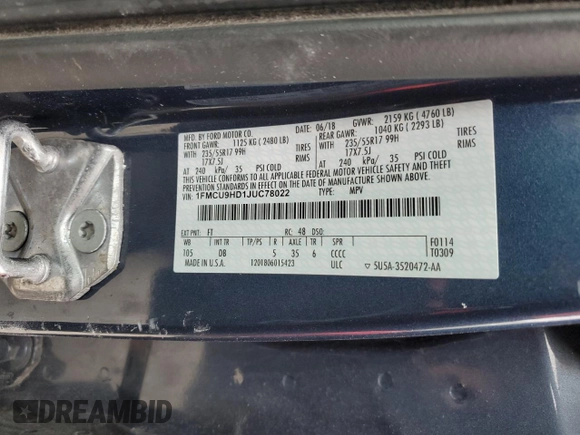 MFD. BY FORD MOTOR CO. 06/18 GVWR: 2159 KG (4760 LB)
FRONT GAWR: 1125 KG (2480 LB) REAR GAWR: 1040 KG (2293 LB)
WITH 235/55R17 99H TIRES 235/55R17 99H TIRES
17X7.5J RIMS 17X7.5J RIMS
AT 240 kPa/ 35 PSI COLD AT 240 kPa/ 35 PSI COLD
THIS VEHICLE CONFORMS TO ALL APPLICABLE FEDERAL MOTOR VEHICLE SAFETY AND THEFT PREVENTION STANDARDS IN EFFECT ON THE DATE OF MANUFACTURE SHOWN ABOVE.
VIN: 1FMCU9HD1JUC78022 TYPE: MPV
EXT PNT: FT RC: 48 DSO: F0114
WB INT TR TP/PS R AXLE TR SPR T0309
105 DB 5 35 6 CCCC
MADE IN U.S.A. 1201806015423 ULC ▽ 5U5A-3520472-AA
DREAMBID